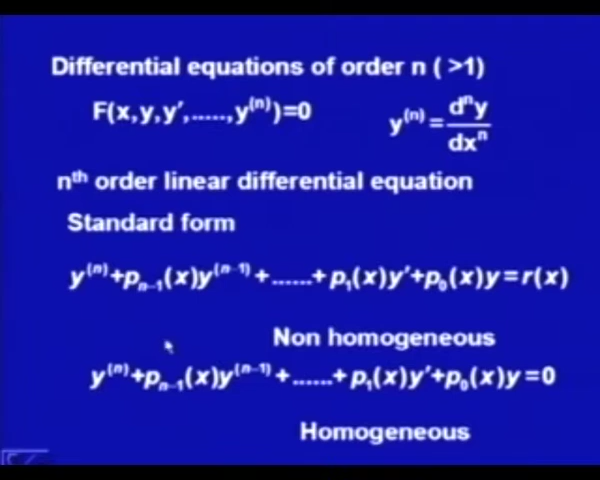 Differential equations of order n ( >1)
F(x,y,y′,.....,y⁽ⁿ⁾)=0 y⁽ⁿ⁾ = dⁿy/dxⁿ
nᵗʰ order linear differential equation
Standard form
y⁽ⁿ⁾+pₙ₋₁(x)y⁽ⁿ⁻¹⁾+......+p₁(x)y′+p₀(x)y=r(x)
Non homogeneous
y⁽ⁿ⁾+pₙ₋₁(x)y⁽ⁿ⁻¹⁾+......+p₁(x)y′+p₀(x)y=0
Homogeneous